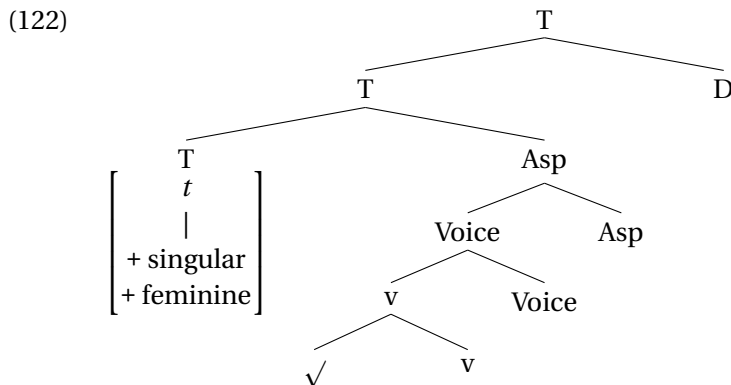 (122) T
T D
T Asp
t
|
+ singular
+ feminine
Voice Asp
v Voice
√ v